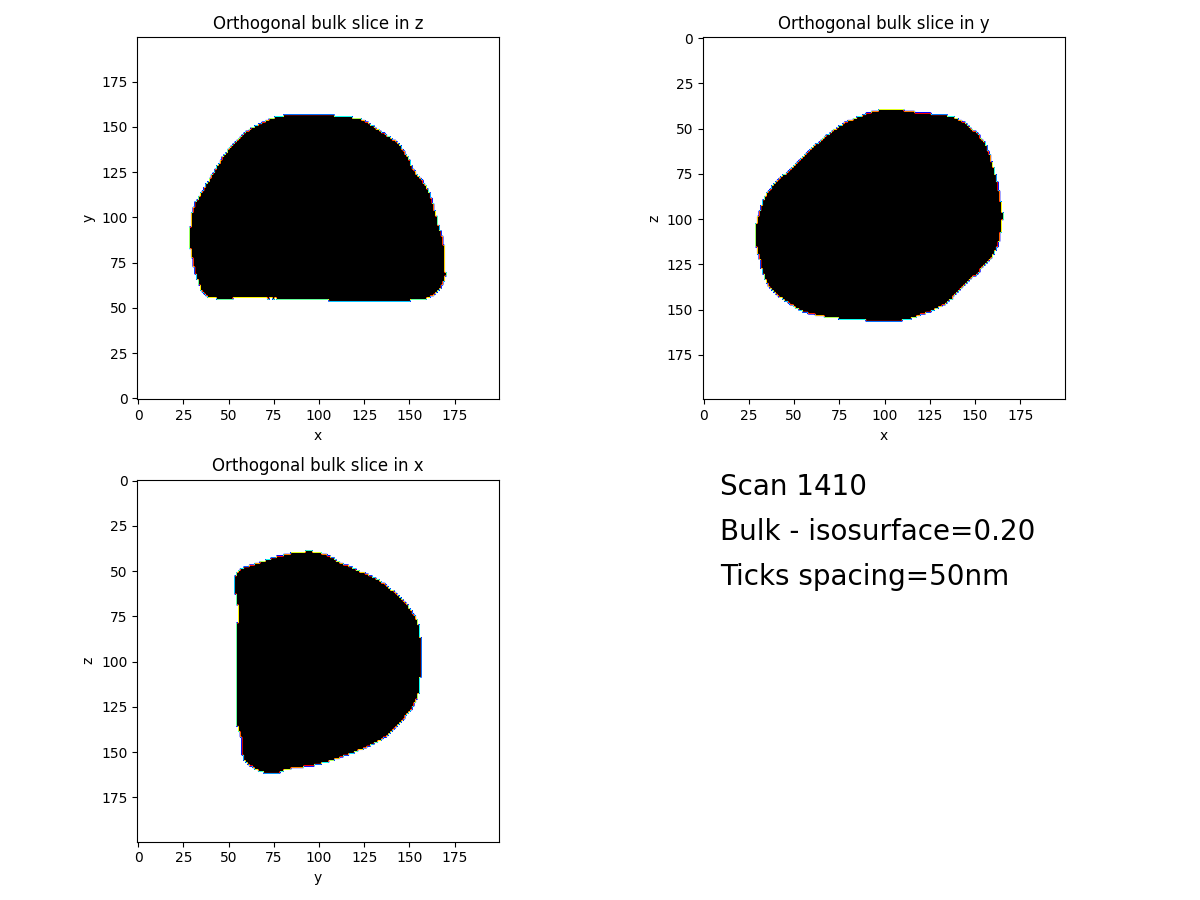 Orthogonal bulk slice in z
175
150
125
100
75
50
25
0
y
0 25 50 75 100 125 150 175
x
Orthogonal bulk slice in y
0
25
50
75
100
125
150
175
z
0 25 50 75 100 125 150 175
x
Orthogonal bulk slice in x
0
25
50
75
100
125
150
175
z
0 25 50 75 100 125 150 175
y
Scan 1410
Bulk - isosurface=0.20
Ticks spacing=50nm